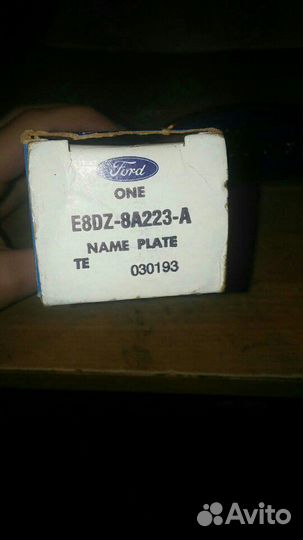 Ford
ONE
E8DZ-8A223-A
NAME PLATE
TE 030193
Avito